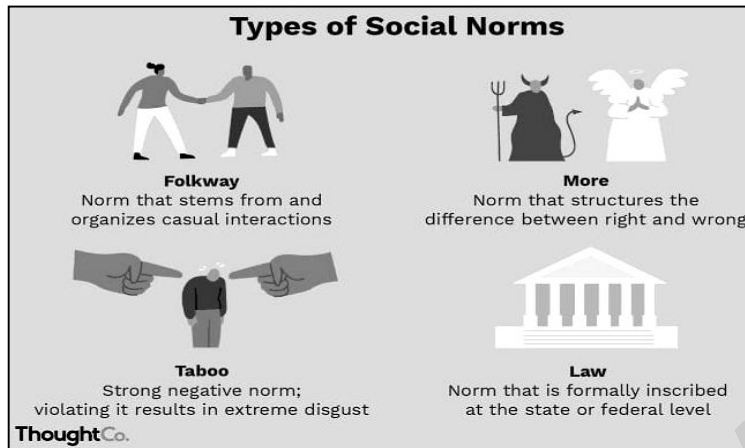 Types of Social Norms
Folkway
Norm that stems from and
organizes casual interactions
More
Norm that structures the
difference between right and wrong
Taboo
Strong negative norm;
violating it results in extreme disgust
Law
Norm that is formally inscribed
at the state or federal level
ThoughtCo.